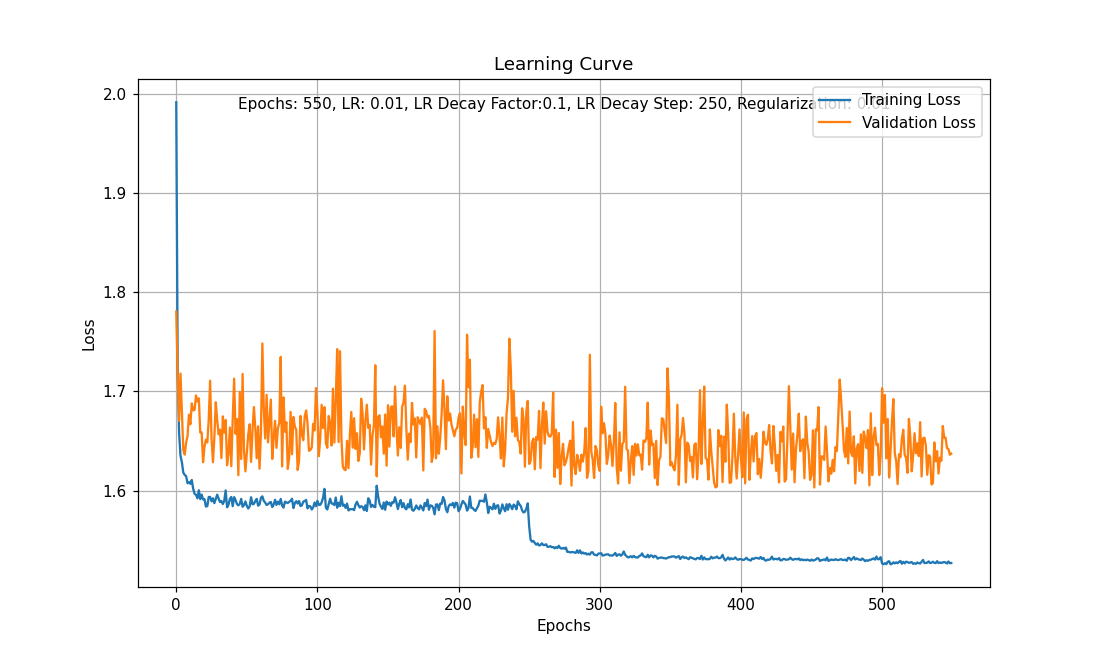 Learning Curve
Epochs: 550, LR: 0.01, LR Decay Factor:0.1, LR Decay Step: 250, Regularization: 0.01
Training Loss
Validation Loss
2.0
1.9
1.8
1.7
1.6
Loss
0 100 200 300 400 500
Epochs